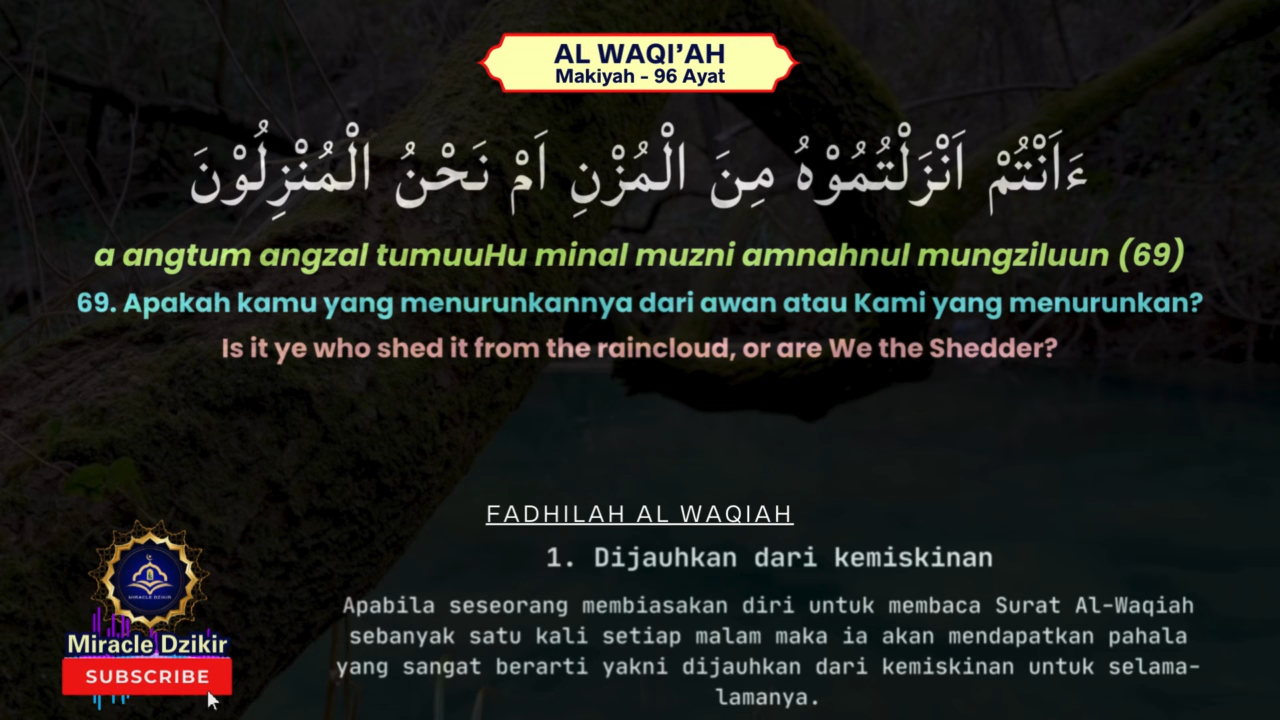 AL WAQI’AH
Makiyah - 96 Ayat
ءَاَنْتُمْ اَنْزَلْتُمُوْهُ مِنَ الْمُزْنِ اَمْ نَحْنُ الْمُنْزِلُوْنَ
a angtum angzal tumuuHu minal muzni amnahnul mungziluun (69)
69. Apakah kamu yang menurunkannya dari awan atau Kami yang menurunkan?
Is it ye who shed it from the raincloud, or are We the Shedder?
FADHILAH AL WAQIAH
1. Dijauhkan dari kemiskinan
Apabila seseorang membiasakan diri untuk membaca Surat Al-Waqiah
sebanyak satu kali setiap malam maka ia akan mendapatkan pahala
yang sangat berarti yakni dijauhkan dari kemiskinan untuk selama-
lamanya.
MIRACLE DZIKIR
Miracle Dzikir
SUBSCRIBE